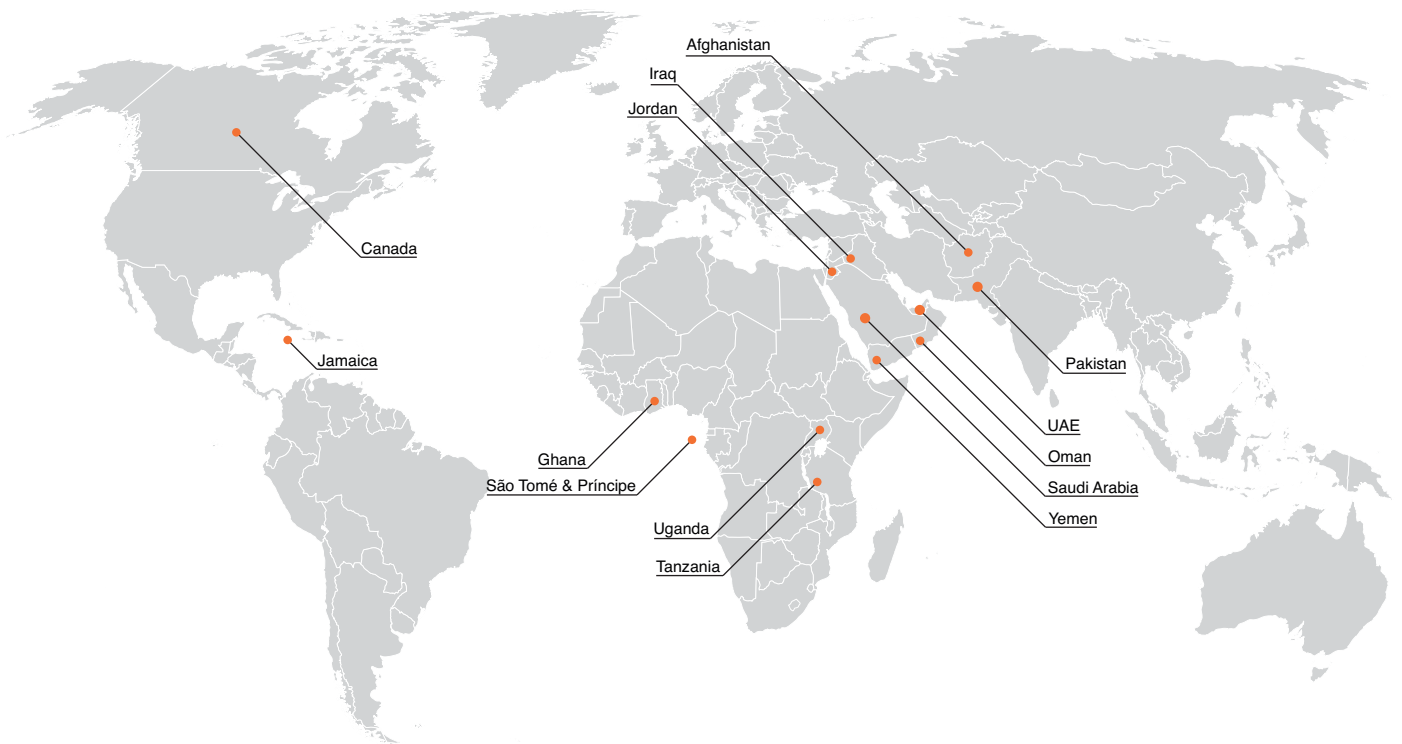 Afghanistan
Iraq
Jordan
Canada
Jamaica
Pakistan
UAE
Ghana
Oman
São Tomé & Príncipe
Saudi Arabia
Yemen
Uganda
Tanzania